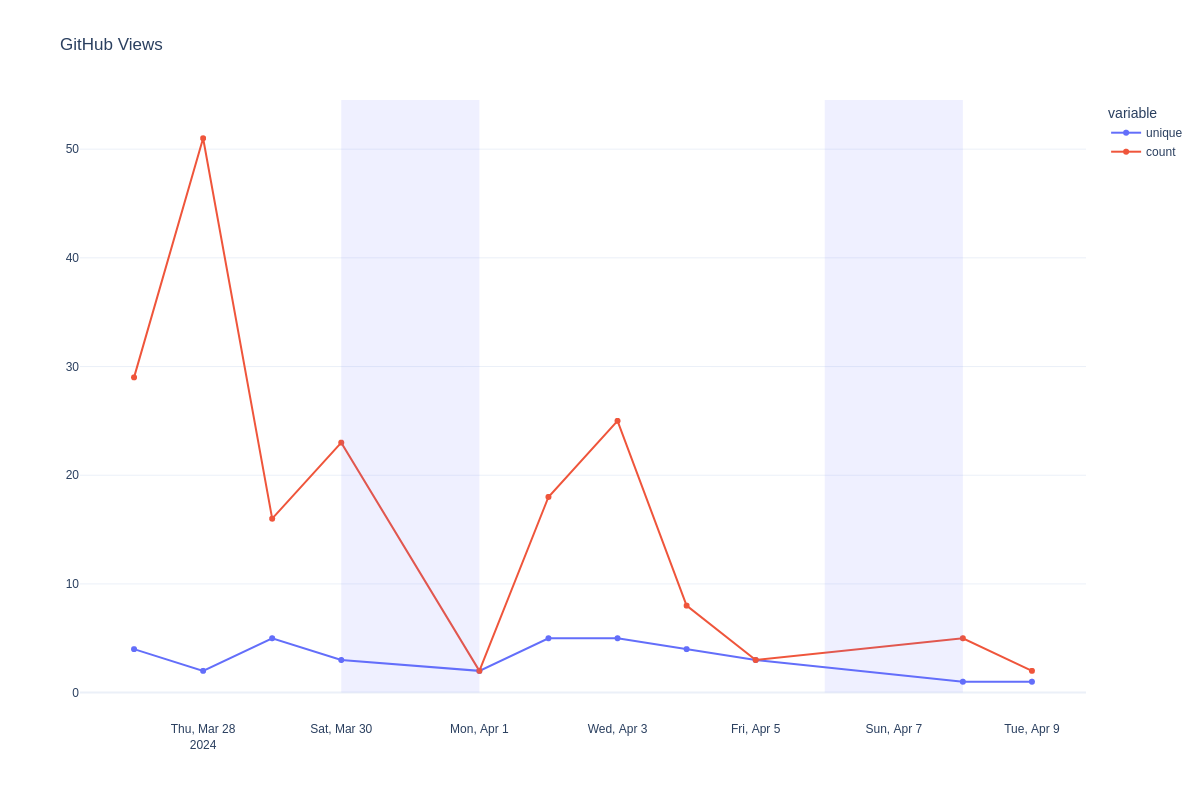 GitHub Views
variable
unique
count
50
40
30
20
10
0
Thu, Mar 28
2024
Sat, Mar 30
Mon, Apr 1
Wed, Apr 3
Fri, Apr 5
Sun, Apr 7
Tue, Apr 9